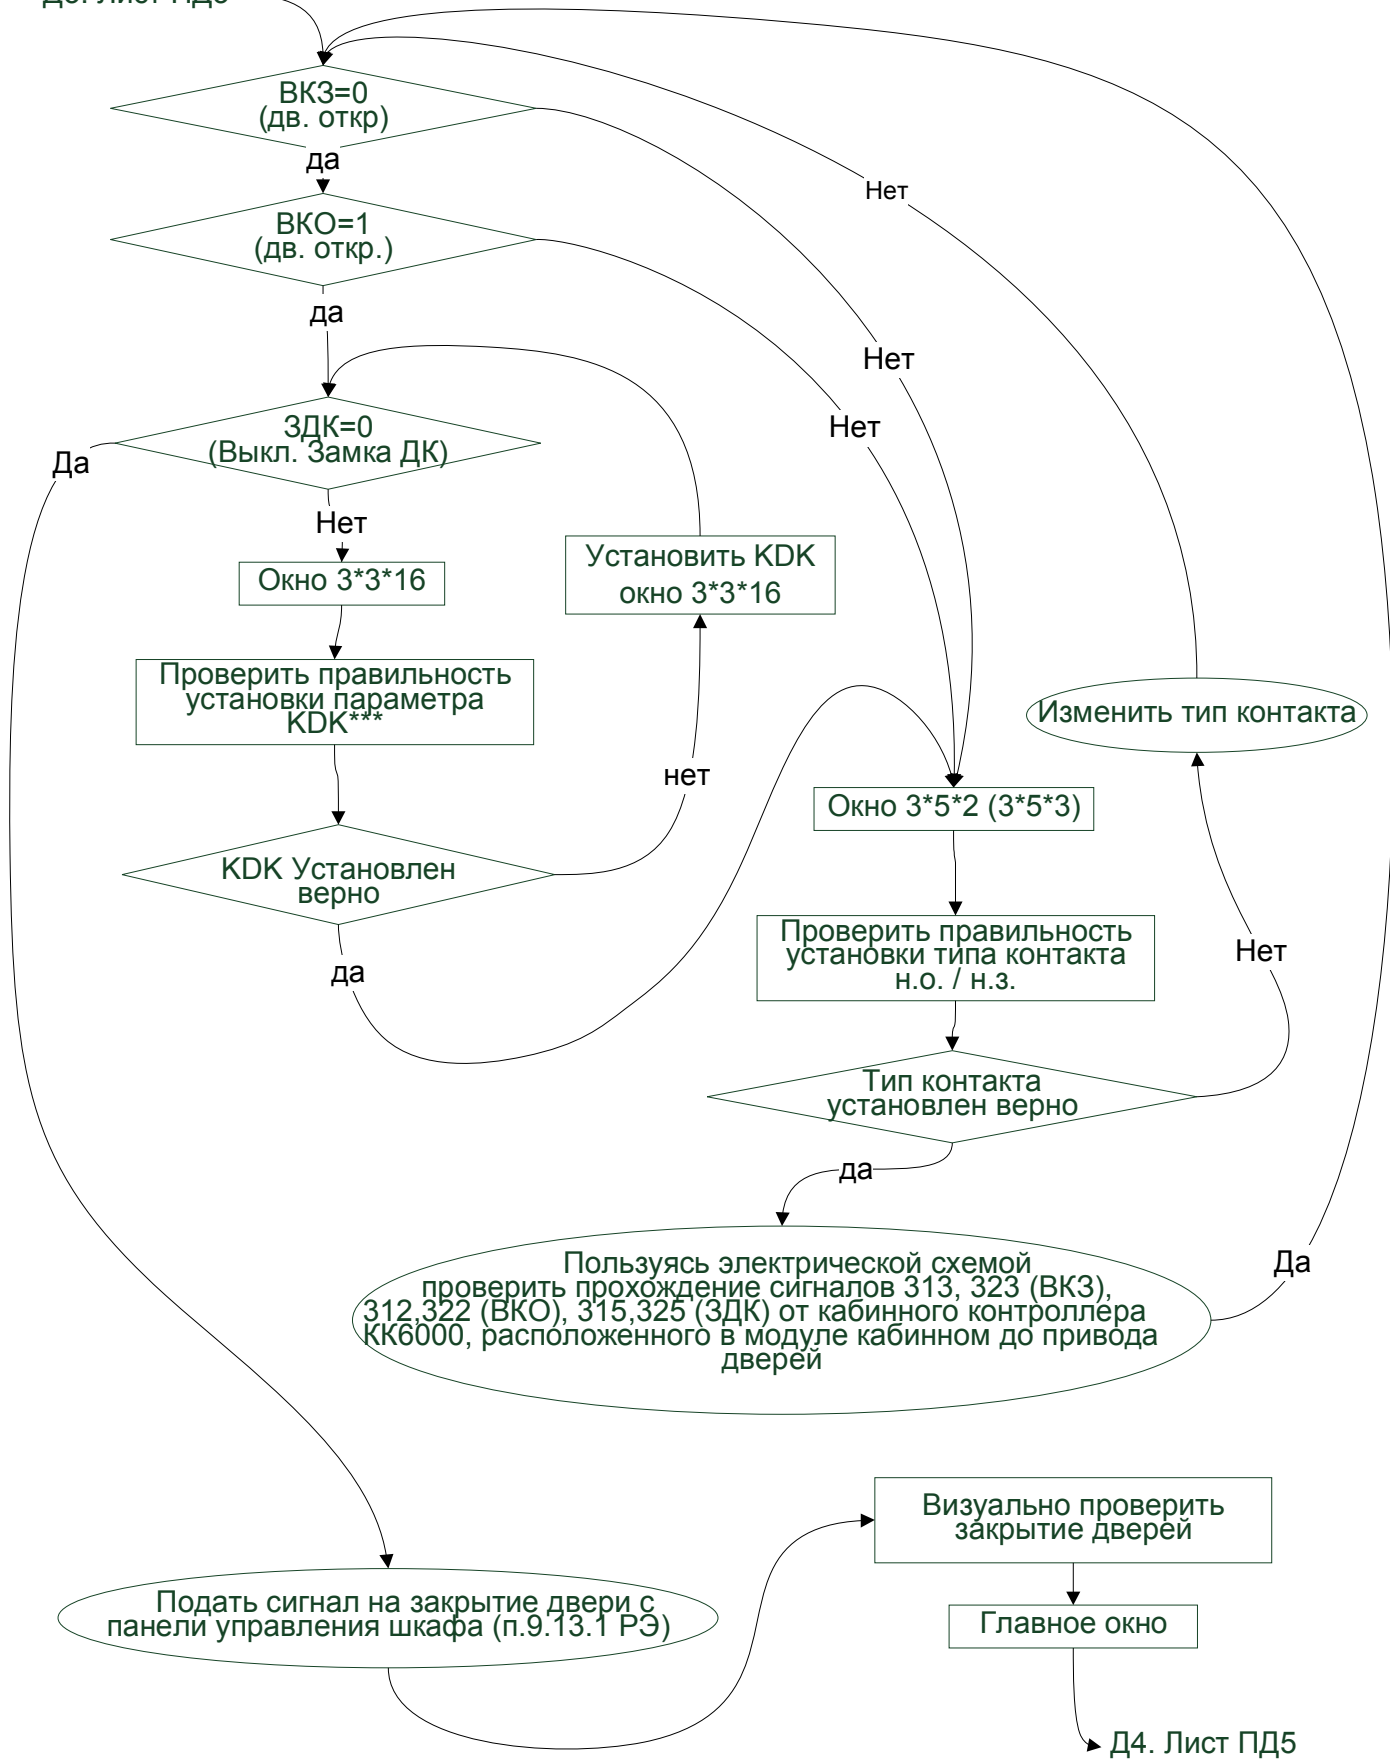 ВКЗ=0
(дв. откр)
да
Нет
ВКО=1
(дв. откр.)
да
Нет
Нет
ЗДК=0
(Выкл. Замка ДК)
Да
Нет
Окно 3*3*16
Установить KDK
окно 3*3*16
Проверить правильность
установки параметра
KDK***
Изменить тип контакта
нет
Окно 3*5*2 (3*5*3)
KDK Установлен
верно
Проверить правильность
установки типа контакта
н.о. / н.з.
Нет
да
Тип контакта
установлен верно
да
Пользуясь электрической схемой
проверить прохождение сигналов 313, 323 (ВКЗ),
312,322 (ВКО), 315,325 (ЗДК) от кабинного контроллера
КК6000, расположенного в модуле кабинном до привода
дверей
Да
Визуально проверить
закрытие дверей
Подать сигнал на закрытие двери с
панели управления шкафа (п.9.13.1 РЭ)
Главное окно
Д4. Лист ПД5